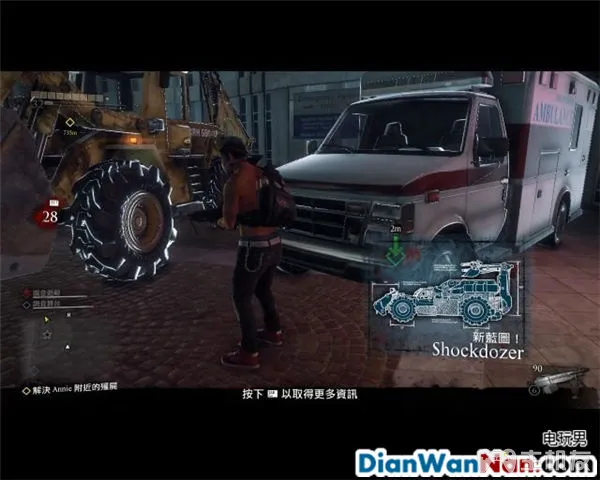 AMBULANCE
735m
28
2m
新藍圖！
Shockdozer
90
解決 Annie 附近的殭屍
按下 以取得更多資訊
电玩男
DianWanNan.com